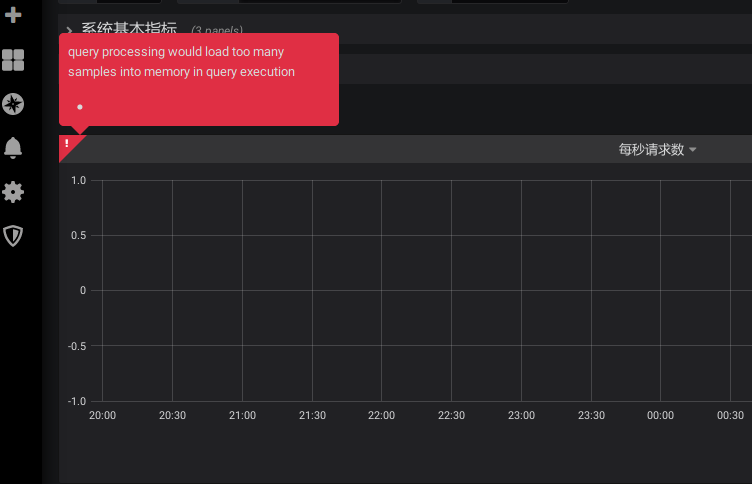 系统基本指标 (3 panels)
query processing would load too many
samples into memory in query execution
!
每秒请求数
1.0
0.5
0
-0.5
-1.0
20:00 20:30 21:00 21:30 22:00 22:30 23:00 23:30 00:00 00:30